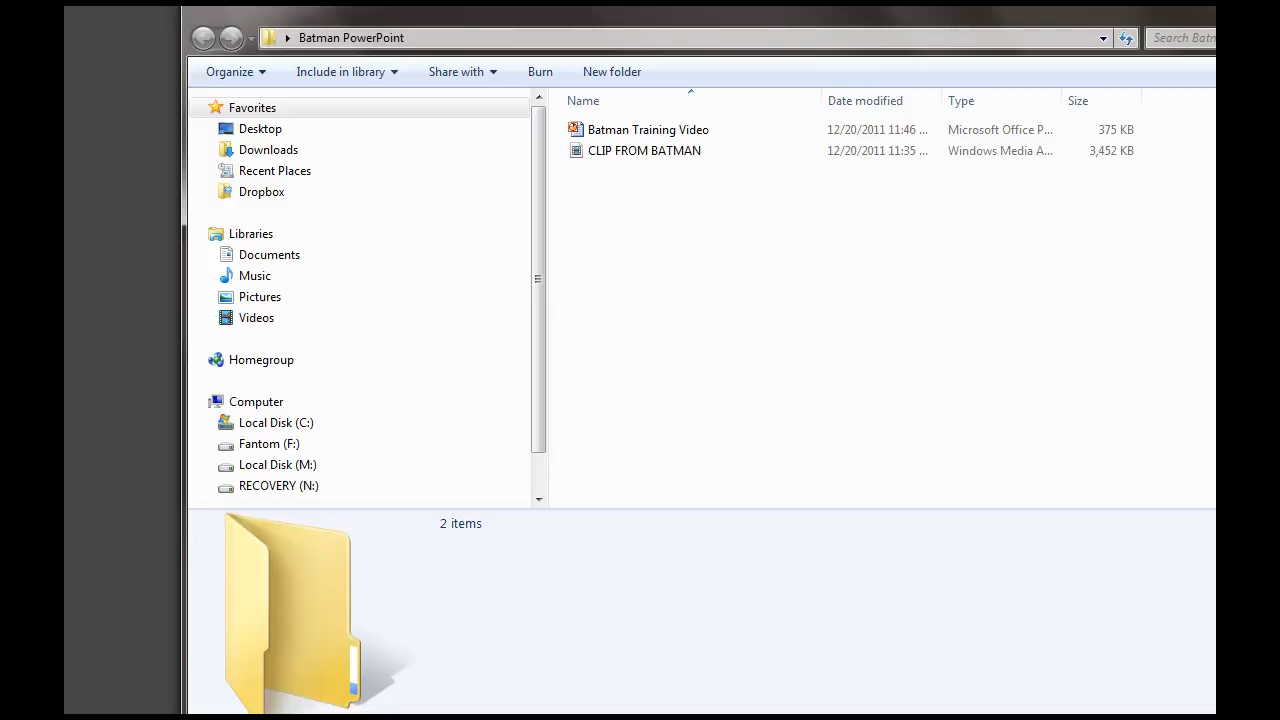 Batman PowerPoint
Search Batm
Organize Include in library Share with Burn New folder
Name Date modified Type Size
Batman Training Video 12/20/2011 11:46 ... Microsoft Office P... 375 KB
CLIP FROM BATMAN 12/20/2011 11:35 ... Windows Media A... 3,452 KB
Favorites
Desktop
Downloads
Recent Places
Dropbox
Libraries
Documents
Music
Pictures
Videos
Homegroup
Computer
Local Disk (C:)
Fantom (F:)
Local Disk (M:)
RECOVERY (N:)
2 items